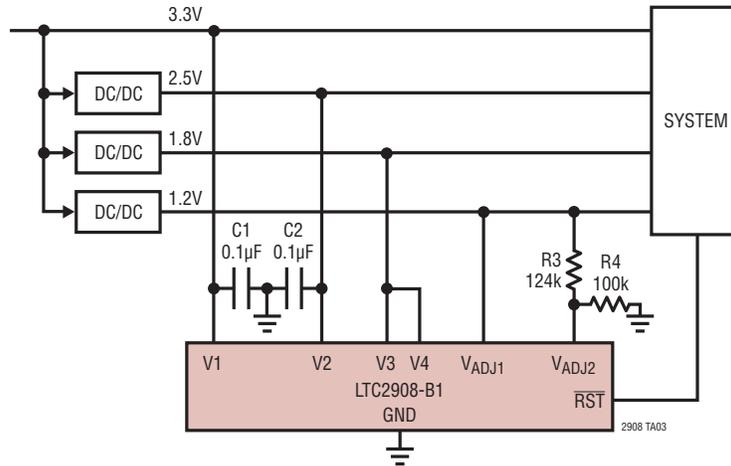 3.3V
2.5V
DC/DC
1.8V
DC/DC
1.2V
DC/DC
SYSTEM
C1
0.1µF
C2
0.1µF
R3
124k
R4
100k
V1
V2
V3
V4
VADJ1
VADJ2
LTC2908-B1
RST
GND
2908 TA03